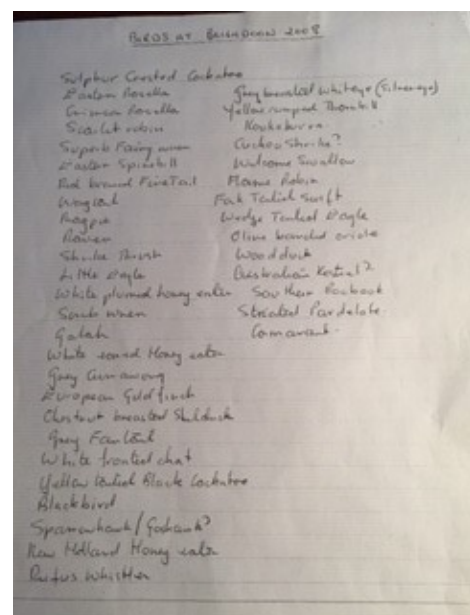 BIRDS AT BRIGADOON 2008
Sulphur Crested Cockatoo
Eastern Rosella
Crimson Rosella
Scarlet robin
Superb Fairy wren
Eastern Spinebill
Red browed FireTail
Wagtail
Magpie
Raven
Shrike Thrush
Little Eagle
White plumed honey eater
Scrub wren
Galah
White eared Honey eater
Grey Currawong
European Goldfinch
Chestnut breasted Shelduck
Grey Fantail
White fronted chat
Yellow tailed Black Cockatoo
Blackbird
Sparrowhawk/Goshawk?
New Holland Honey eater
Rufus Whistler
Grey breasted Whiteye (Silvereye)
Yellow rumped Thornbill
Kookaburra
Cuckoo Shrike?
Welcome Swallow
Flame Robin
Fork Tailed Swift
Wedge Tailed Eagle
Olive backed oriole
Wood duck
Australian Kestrel?
Southern Boobook
Striated Pardalote
Comorant